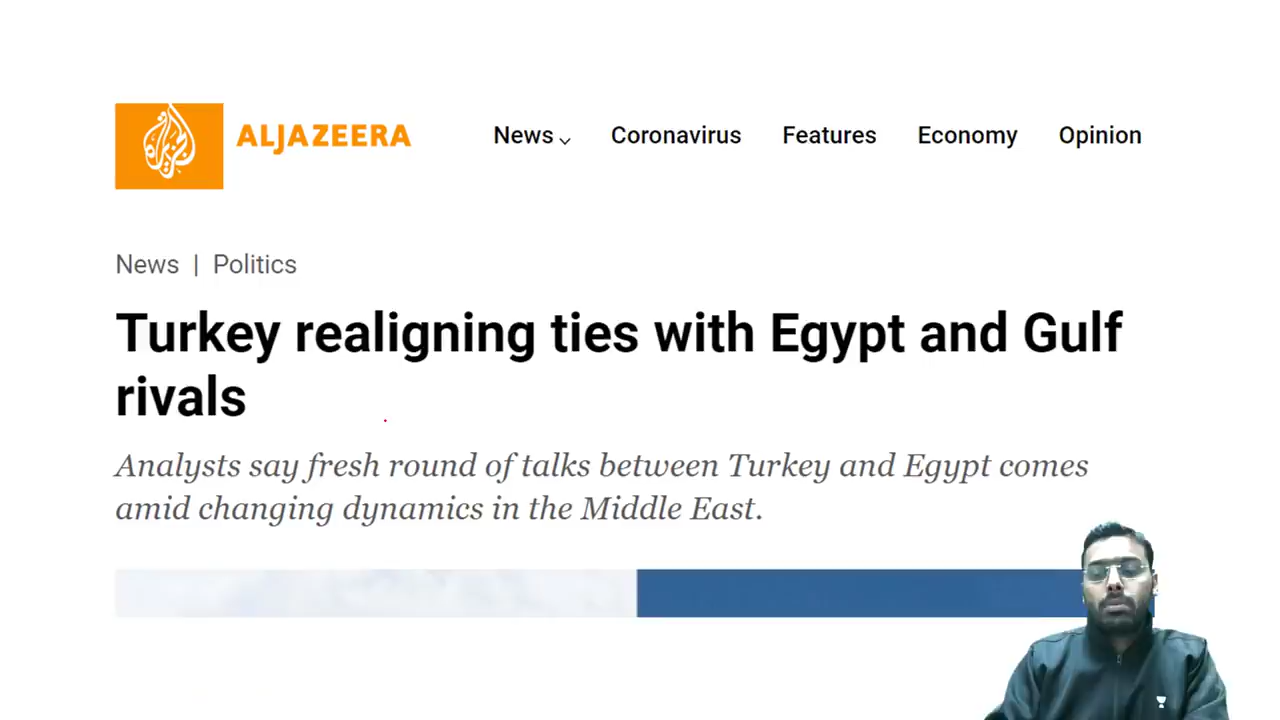 ALJAZEERA
News Coronavirus Features Economy Opinion
News | Politics
Turkey realigning ties with Egypt and Gulf
rivals
Analysts say fresh round of talks between Turkey and Egypt comes
amid changing dynamics in the Middle East.